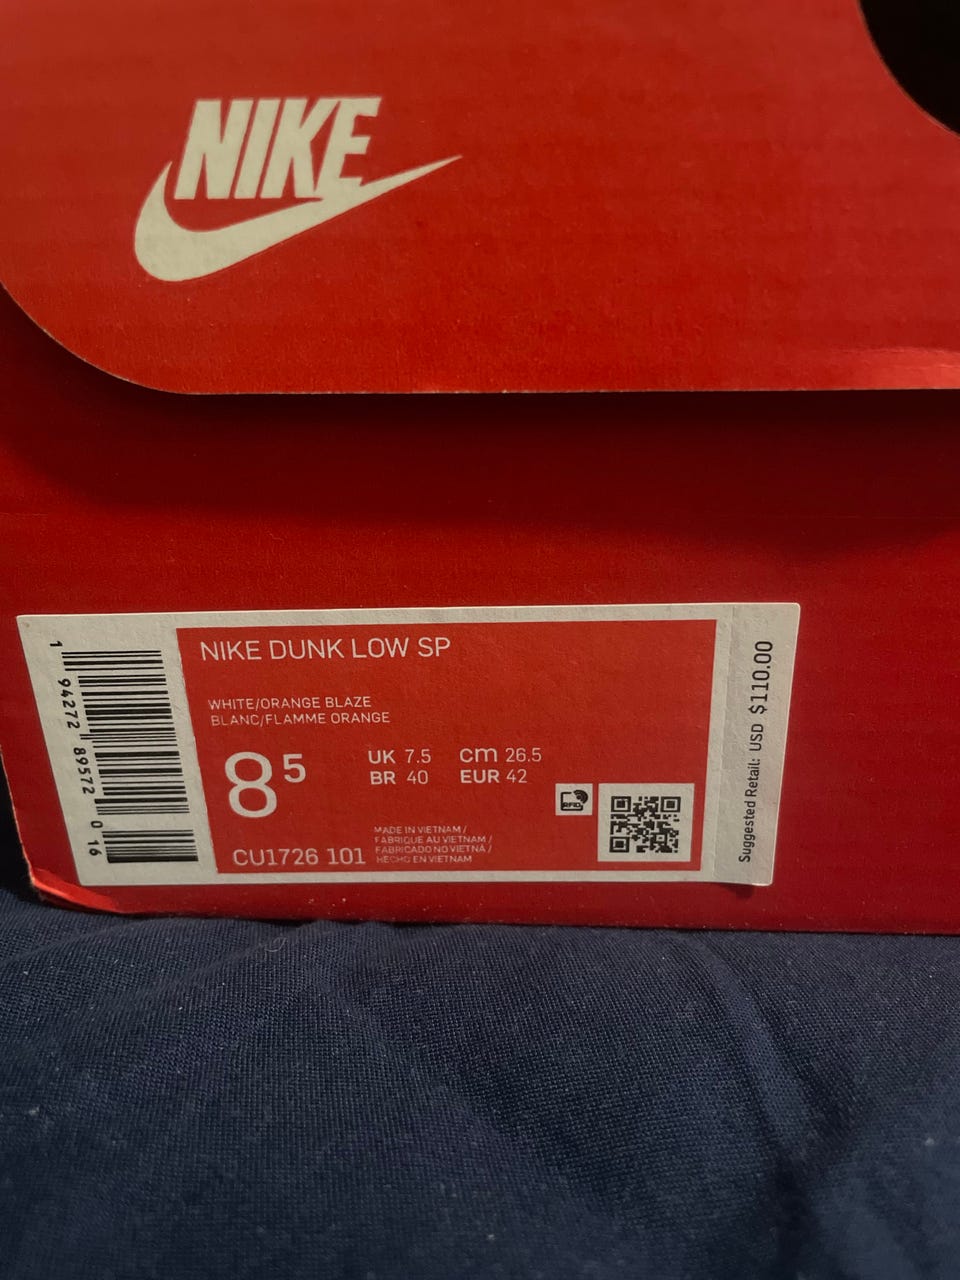 NIKE
NIKE DUNK LOW SP
WHITE/ORANGE BLAZE
BLANC/FLAMME ORANGE
8 5
UK 7.5 cm 26.5
BR 40 EUR 42
RFID
MADE IN VIETNAM /
FABRIQUE AU VIETNAM /
FABRICADO NO VIETNÃ /
HECHO EN VIETNAM
CU1726 101
1 94272 89572 0 16
Suggested Retail: USD $110.00